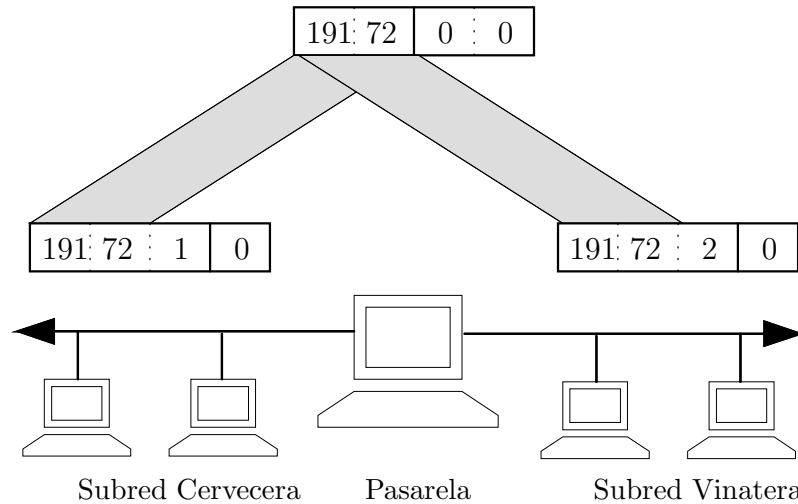 191 72 0 0
191 72 1 0
191 72 2 0
Subred Cervecera
Pasarela
Subred Vinatera